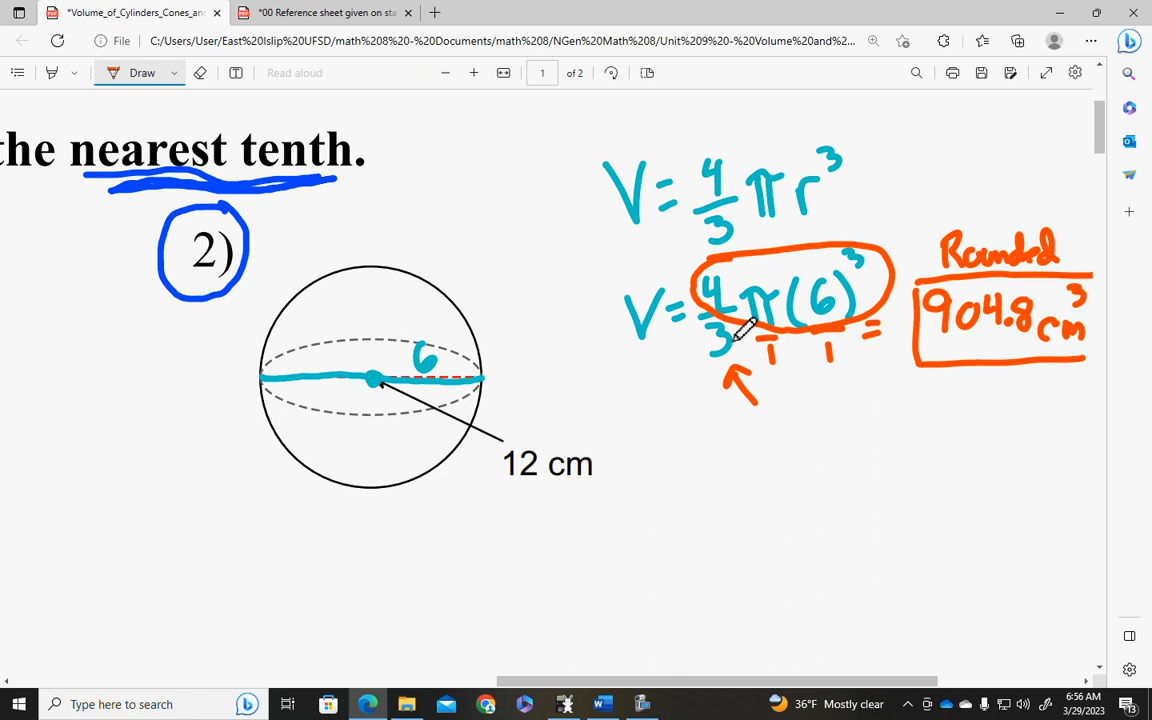 *Volume_of_Cylinders_Cones_an
*00 Reference sheet given on sta
File
C:/Users/User/East%20Islip%20UFSD/math%208%20-%20Documents/math%208/NGen%20Math%208/Unit%209%20-%20Volume%20and%...
Draw
Read aloud
1
of 2
the nearest tenth.
2)
6
12 cm
V = 4/3 π r³
V = 4/3 π (6)³ =
1 1
Rounded
904.8 cm³
Type here to search
36°F Mostly clear
6:56 AM
3/29/2023
13